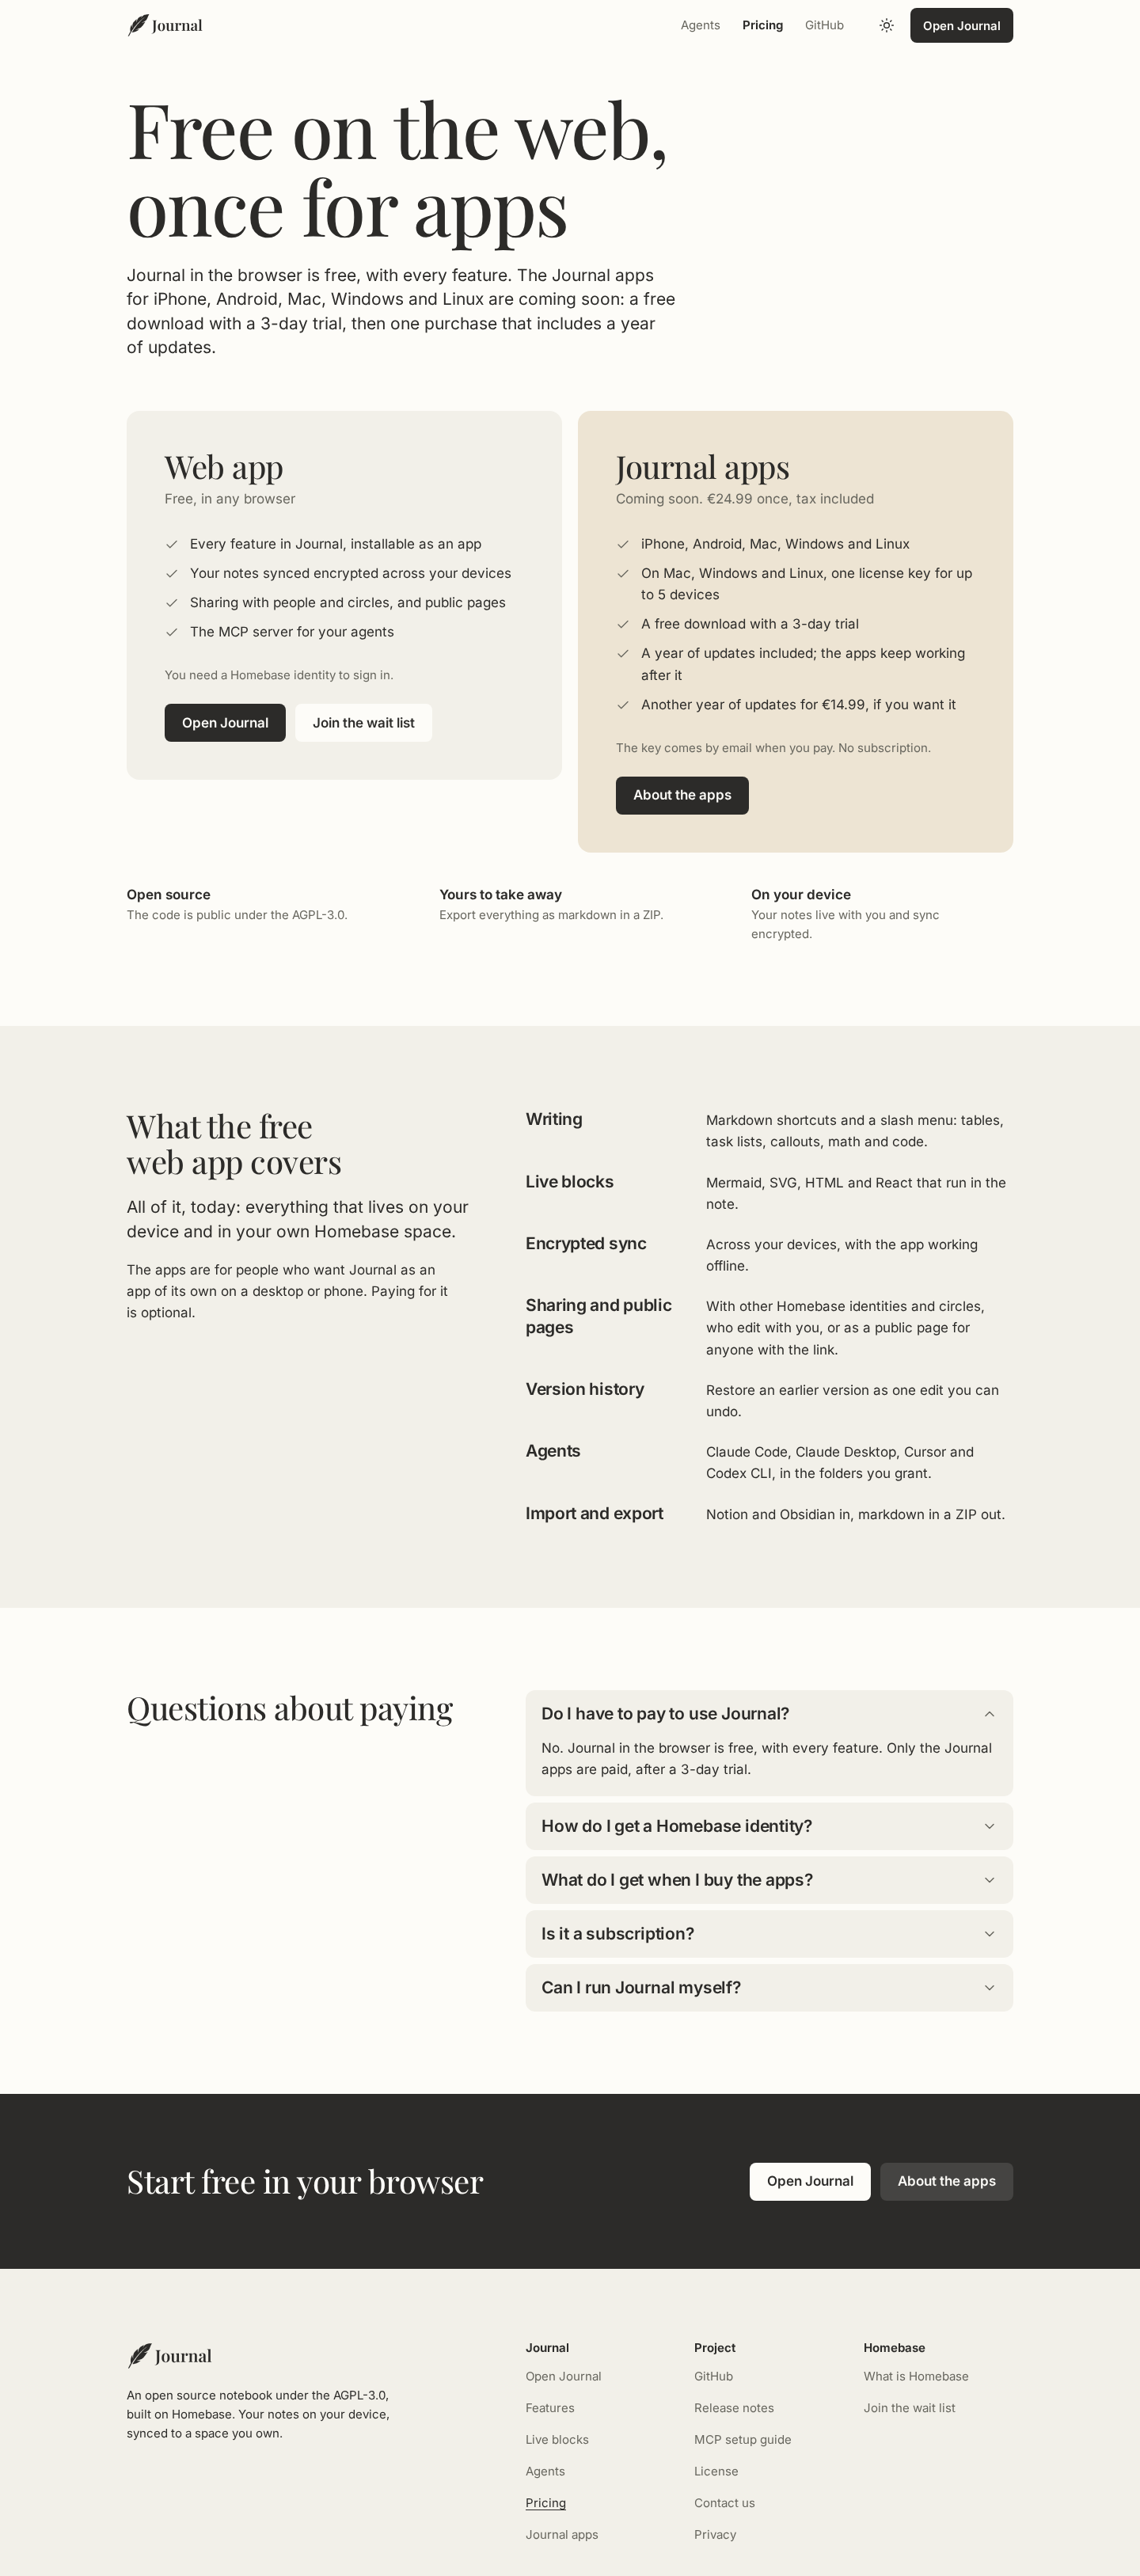 Journal
Agents
Pricing
GitHub
Open Journal
Free on the web,
once for apps
Journal in the browser is free, with every feature. The Journal apps
for iPhone, Android, Mac, Windows and Linux are coming soon: a free
download with a 3-day trial, then one purchase that includes a year
of updates.
Web app
Free, in any browser
Every feature in Journal, installable as an app
Your notes synced encrypted across your devices
Sharing with people and circles, and public pages
The MCP server for your agents
You need a Homebase identity to sign in.
Open Journal
Join the wait list
Journal apps
Coming soon. €24.99 once, tax included
iPhone, Android, Mac, Windows and Linux
On Mac, Windows and Linux, one license key for up
to 5 devices
A free download with a 3-day trial
A year of updates included; the apps keep working
after it
Another year of updates for €14.99, if you want it
The key comes by email when you pay. No subscription.
About the apps
Open source
The code is public under the AGPL-3.0.
Yours to take away
Export everything as markdown in a ZIP.
On your device
Your notes live with you and sync
encrypted.
What the free
web app covers
All of it, today: everything that lives on your
device and in your own Homebase space.
The apps are for people who want Journal as an
app of its own on a desktop or phone. Paying for it
is optional.
Writing
Markdown shortcuts and a slash menu: tables,
task lists, callouts, math and code.
Live blocks
Mermaid, SVG, HTML and React that run in the
note.
Encrypted sync
Across your devices, with the app working
offline.
Sharing and public
pages
With other Homebase identities and circles,
who edit with you, or as a public page for
anyone with the link.
Version history
Restore an earlier version as one edit you can
undo.
Agents
Claude Code, Claude Desktop, Cursor and
Codex CLI, in the folders you grant.
Import and export
Notion and Obsidian in, markdown in a ZIP out.
Questions about paying
Do I have to pay to use Journal?
No. Journal in the browser is free, with every feature. Only the Journal
apps are paid, after a 3-day trial.
How do I get a Homebase identity?
What do I get when I buy the apps?
Is it a subscription?
Can I run Journal myself?
Start free in your browser
Open Journal
About the apps
Journal
An open source notebook under the AGPL-3.0,
built on Homebase. Your notes on your device,
synced to a space you own.
Journal
Open Journal
Features
Live blocks
Agents
Pricing
Journal apps
Project
GitHub
Release notes
MCP setup guide
License
Contact us
Privacy
Homebase
What is Homebase
Join the wait list